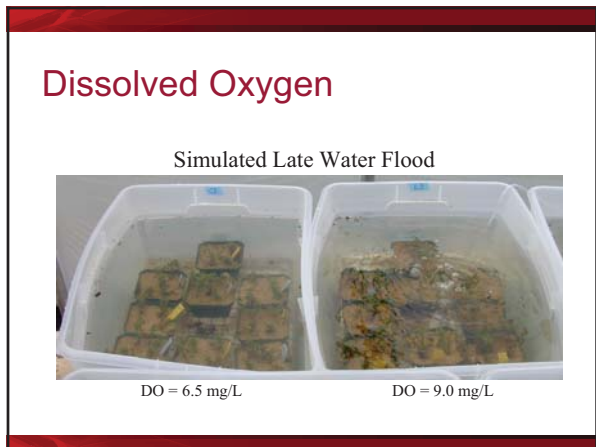 Dissolved Oxygen
Simulated Late Water Flood
DO = 6.5 mg/L
DO = 9.0 mg/L